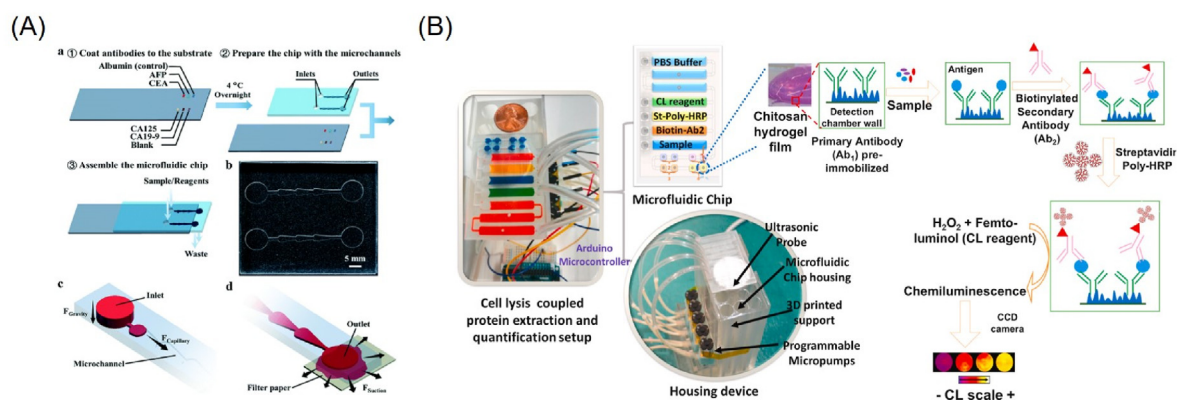 (A)
a ① Coat antibodies to the substrate
② Prepare the chip with the microchannels
Albumin (control)
AFP
CEA
4 °C
Overnight
Inlets
Outlets
CA125
CA19-9
Blank
③ Assemble the microfluidic chip
Sample/Reagents
Waste
b
5 mm
c
Inlet
FGravity
FCapillary
Microchannel
d
Outlet
Filter paper
FSuction
(B)
Arduino
Microcontroller
Cell lysis coupled
protein extraction and
quantification setup
PBS Buffer
CL reagent
St-Poly-HRP
Biotin-Ab2
Sample
Microfluidic Chip
Chitosan
hydrogel
film
Detection
chamber wall
Primary Antibody
(Ab1) pre-
immobilized
Sample
Antigen
Biotinylated
Secondary
Antibody
(Ab2)
Streptavidin
Poly-HRP
Ultrasonic
Probe
Microfluidic
Chip housing
3D printed
support
Programmable
Micropumps
Housing device
H2O2 + Femto-
luminol (CL reagent)
Chemiluminescence
CCD
camera
- CL scale +